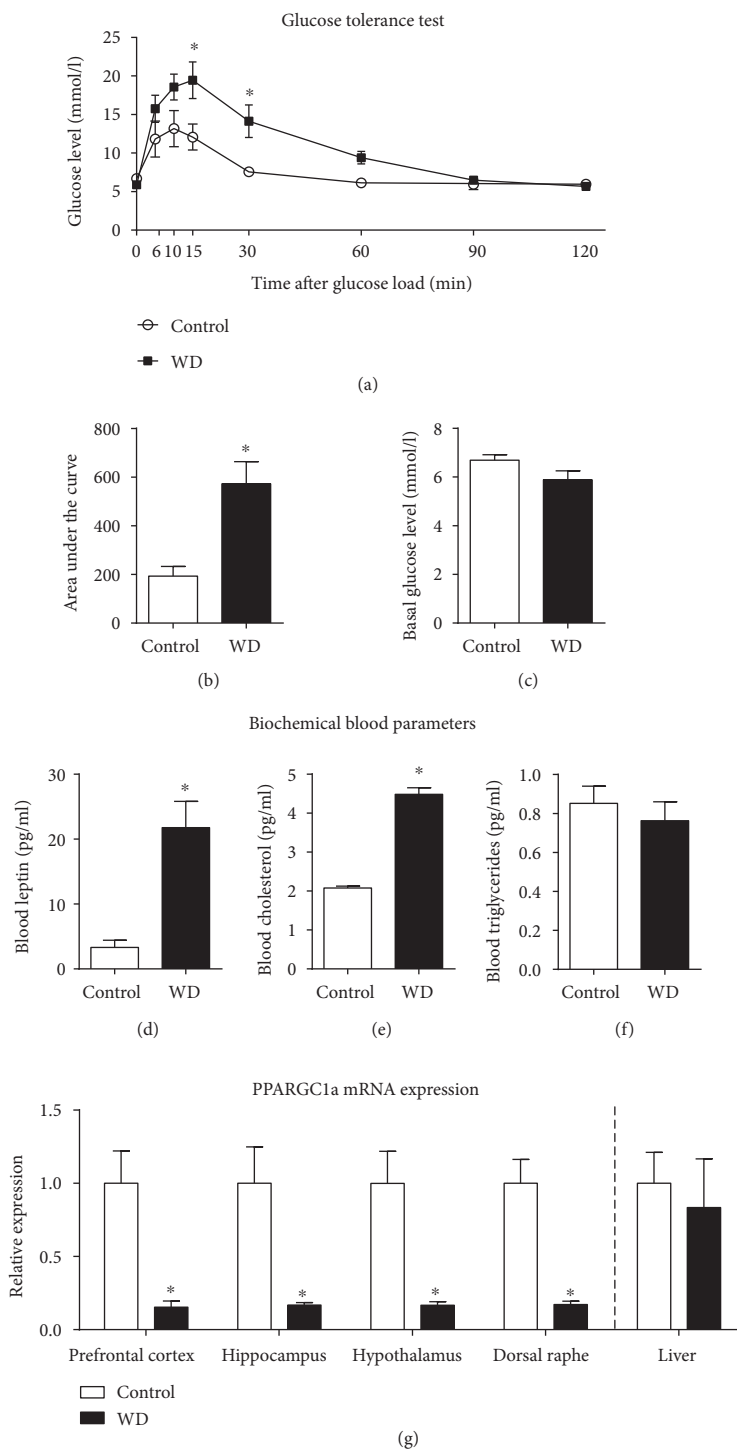 Glucose tolerance test
Glucose level (mmol/l)
25
20
15
10
5
0
*
*
0 6 10 15 30 60 90 120
Time after glucose load (min)
Control
WD
(a)
Area under the curve
800
600
400
200
0
*
Control WD
(b)
Basal glucose level (mmol/l)
8
6
4
2
0
Control WD
(c)
Biochemical blood parameters
Blood leptin (pg/ml)
30
20
10
0
*
Control WD
(d)
Blood cholesterol (pg/ml)
5
4
3
2
1
0
*
Control WD
(e)
Blood triglycerides (pg/ml)
1.0
0.8
0.6
0.4
0.2
0.0
Control WD
(f)
PPARGC1a mRNA expression
Relative expression
1.5
1.0
0.5
0.0
* * * *
Prefrontal cortex Hippocampus Hypothalamus Dorsal raphe Liver
Control
WD
(g)